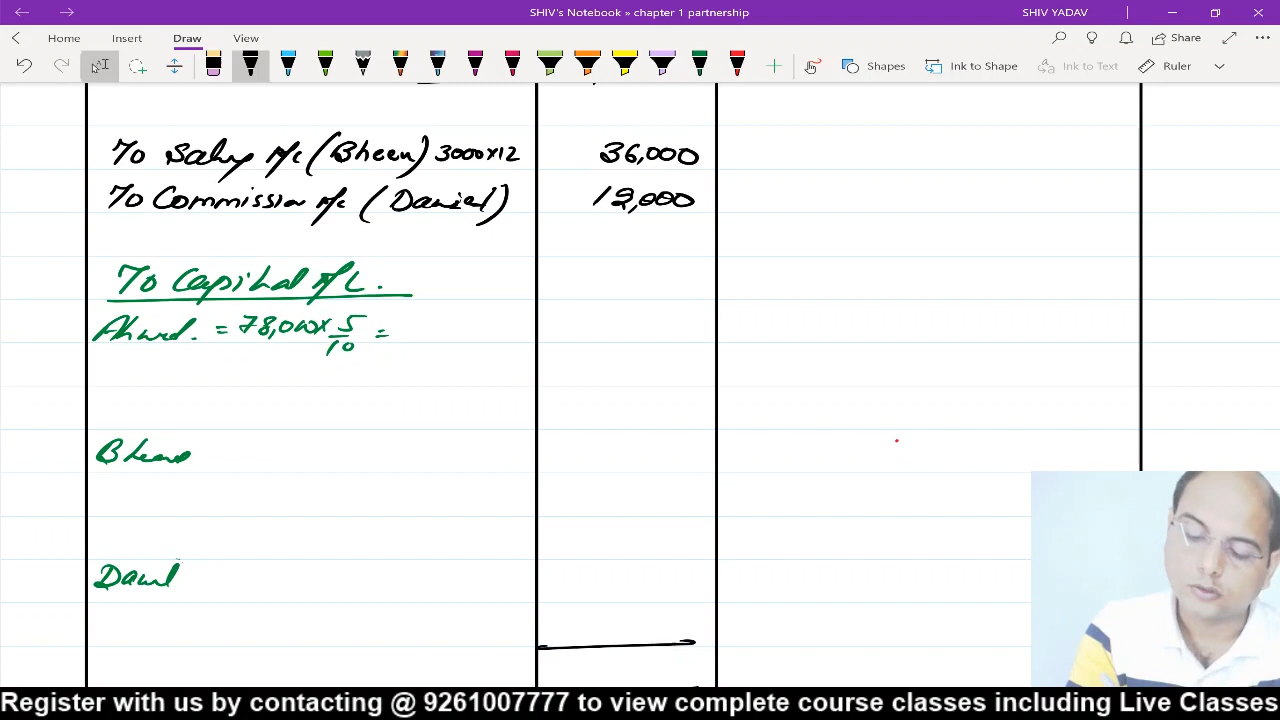 SHIV's Notebook » chapter 1 partnership
SHIV YADAV
Home Insert Draw View
Share
Shapes
Ink to Shape
Ink to Text
Ruler
To Salary A/c (Bheem) 3000×12 36,000
To Commission A/c (Daniel) 12,000
To Capital A/c.
Ahmed. = 78,000× 5/10 =
Bheem
Daniel
Register with us by contacting @ 9261007777 to view complete course classes including Live Classes